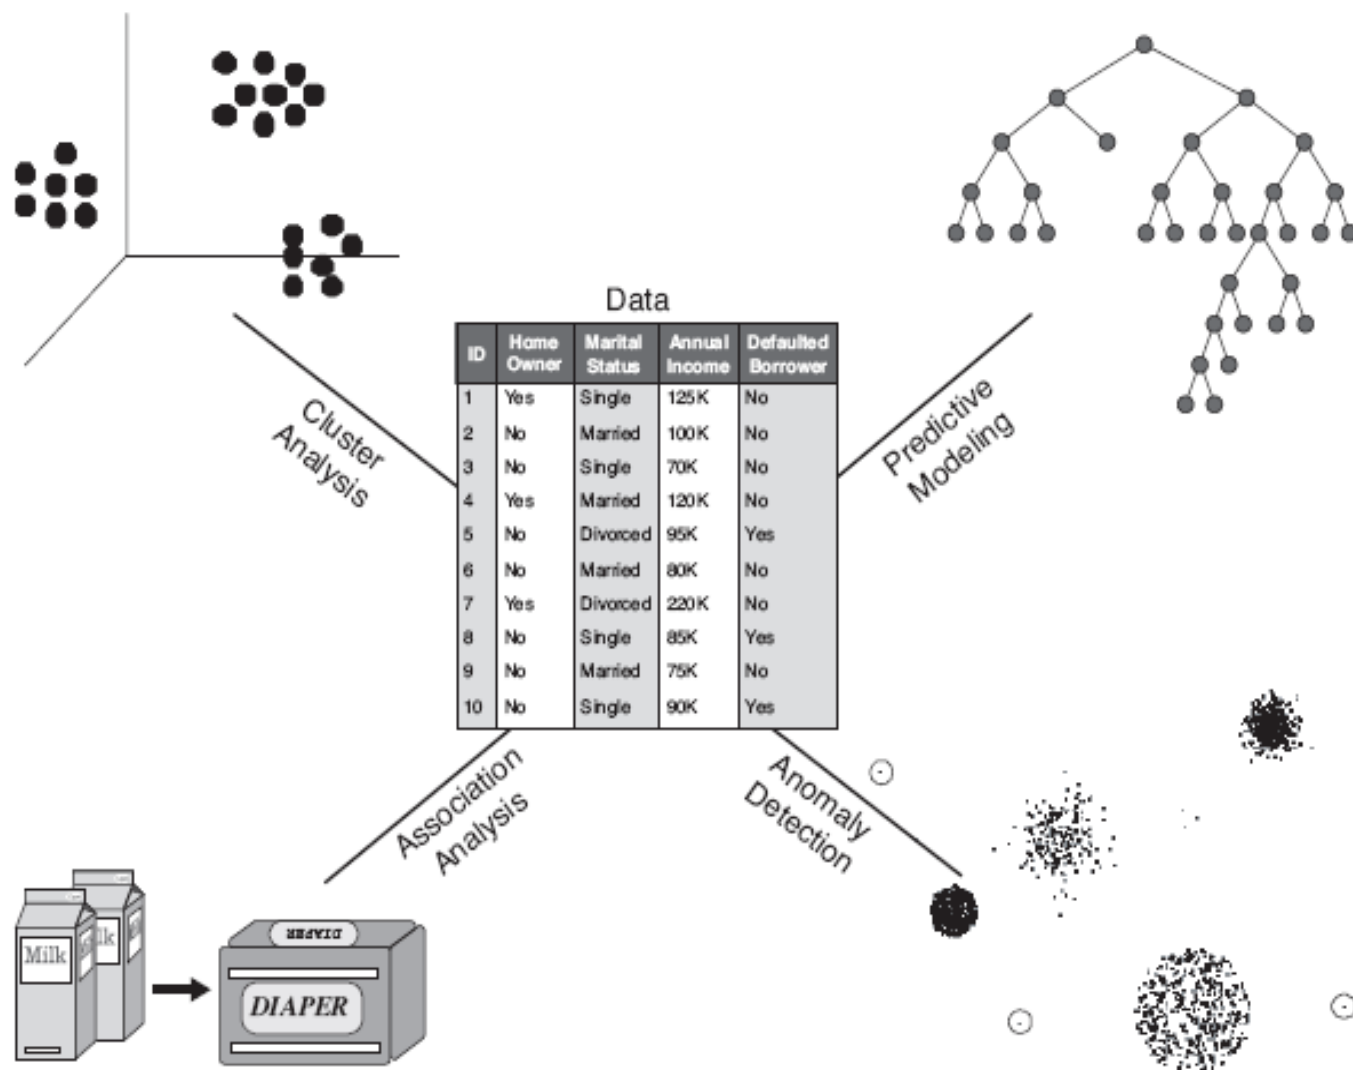 Data
ID Home Owner Marital Status Annual Income Defaulted Borrower
1 Yes Single 125K No
2 No Married 100K No
3 No Single 70K No
4 Yes Married 120K No
5 No Divorced 95K Yes
6 No Married 80K No
7 Yes Divorced 220K No
8 No Single 85K Yes
9 No Married 75K No
10 No Single 90K Yes
Cluster
Analysis
Predictive
Modeling
Association
Analysis
Anomaly
Detection
Milk
lk
DIAPER
DIAPER